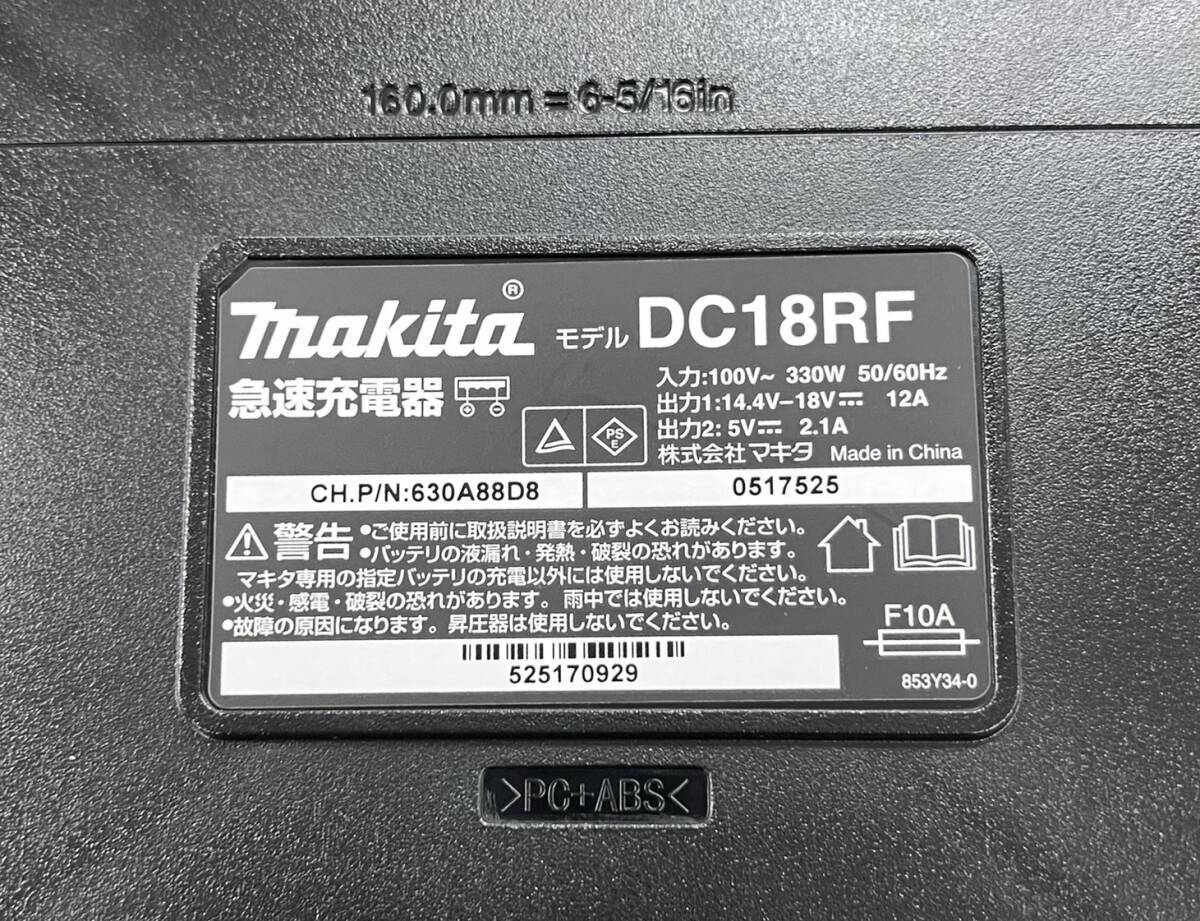 160.0mm = 6-5/16in
makita® モデル DC18RF
急速充電器
入力:100V~ 330W 50/60Hz
出力1:14.4V–18V⎓ 12A
出力2: 5V⎓ 2.1A
PS
E
株式会社マキタ Made in China
CH.P/N:630A88D8 0517525
警告 •ご使用前に取扱説明書を必ずよくお読みください。
•バッテリの液漏れ・発熱・破裂の恐れがあります。
マキタ専用の指定バッテリの充電以外には使用しないでください。
•火災・感電・破裂の恐れがあります。雨中では使用しないでください。
•故障の原因になります。昇圧器は使用しないでください。
F10A
525170929
853Y34-0
>PC+ABS<